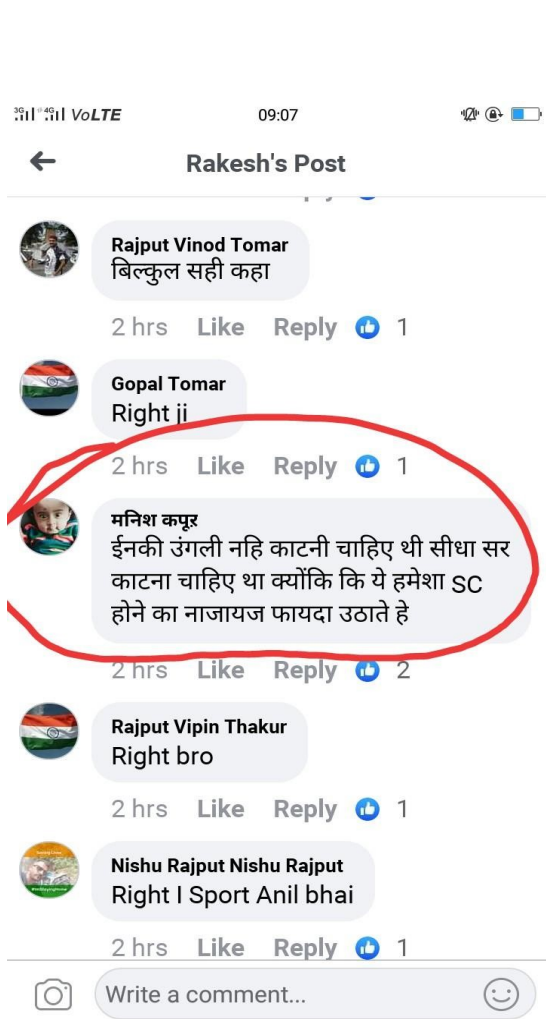 3G 4G VoLTE 09:07
Rakesh's Post
Rajput Vinod Tomar
बिल्कुल सही कहा
2 hrs Like Reply 1
Gopal Tomar
Right ji
2 hrs Like Reply 1
मनिश कपूर
ईनकी उंगली नहि काटनी चाहिए थी सीधा सर
काटना चाहिए था क्योंकि कि ये हमेशा SC
होने का नाजायज फायदा उठाते हे
2 hrs Like Reply 2
Rajput Vipin Thakur
Right bro
2 hrs Like Reply 1
Nishu Rajput Nishu Rajput
Right I Sport Anil bhai
2 hrs Like Reply 1
Write a comment...